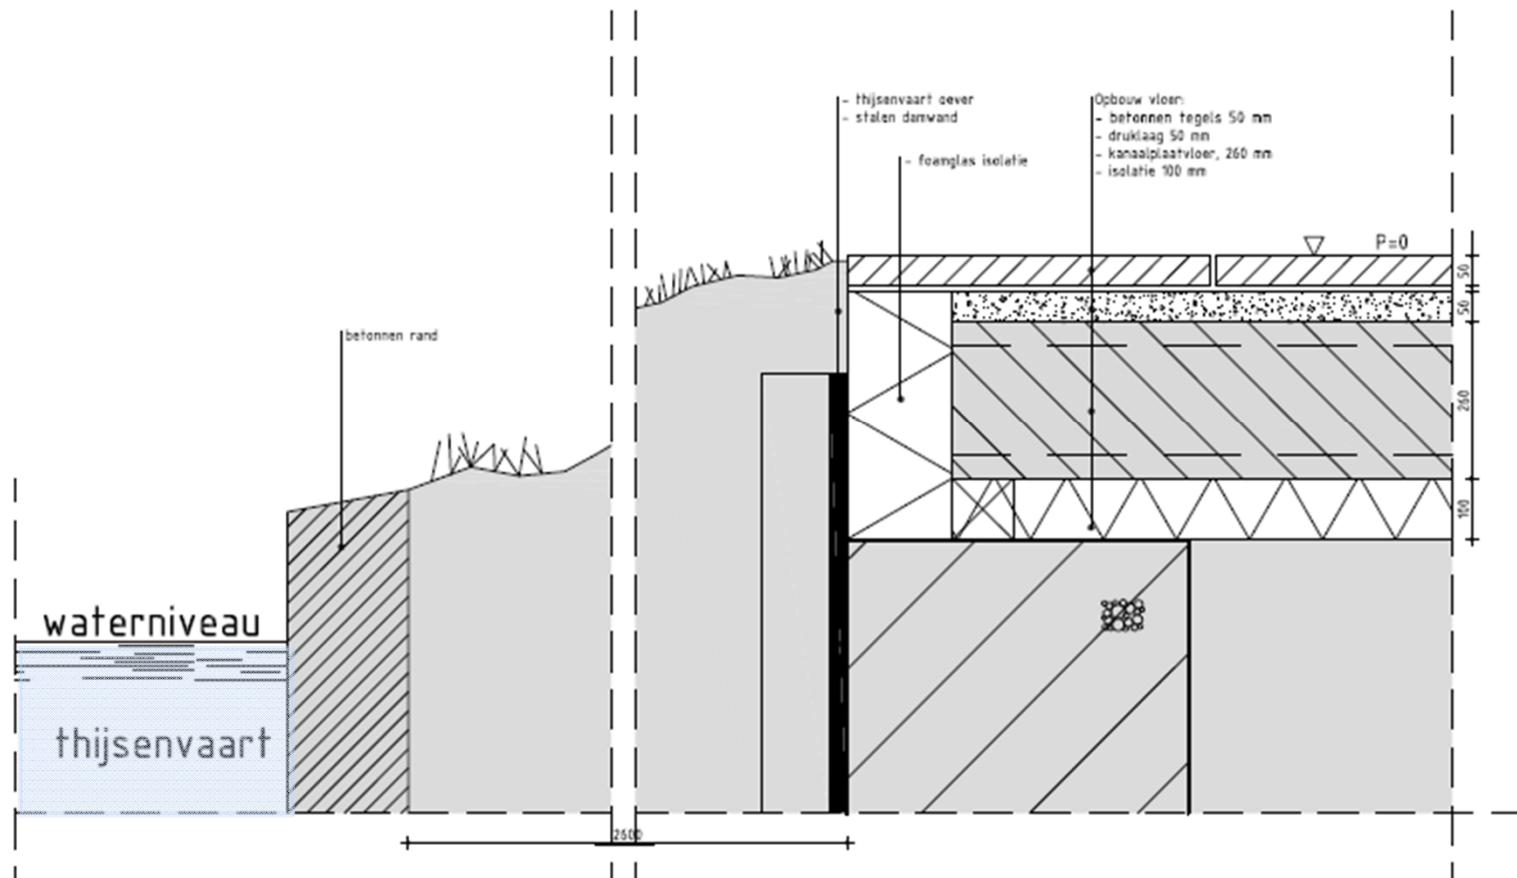 - thijsenvaart oever
- stalen damwand
- foamglas isolatie
Opbouw vloer:
- betonnen tegels 50 mm
- druklaag 50 mm
- kanaalplaatvloer, 260 mm
- isolatie 100 mm
P=0
50
50
260
100
betonnen rand
waterniveau
thijsenvaart
2600